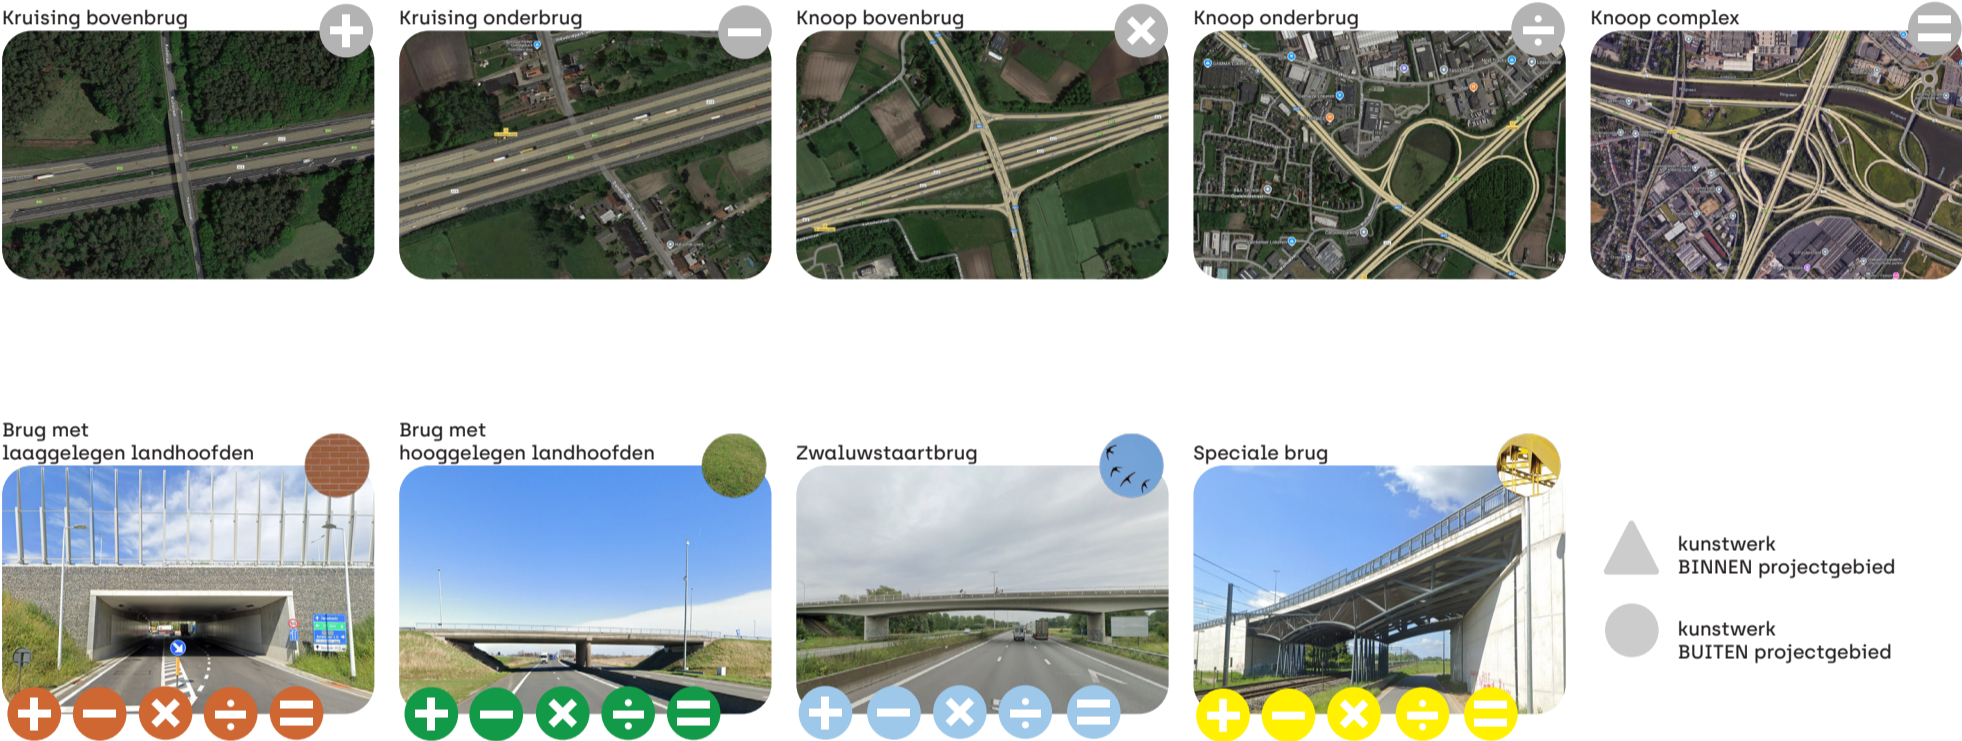 Kruising bovenbrug
Kruising onderbrug
Knoop bovenbrug
Knoop onderbrug
Knoop complex
Brug met
laaggelegen landhoofden
Brug met
hooggelegen landhoofden
Zwaluwstaartbrug
Speciale brug
kunstwerk
BINNEN projectgebied
kunstwerk
BUITEN projectgebied